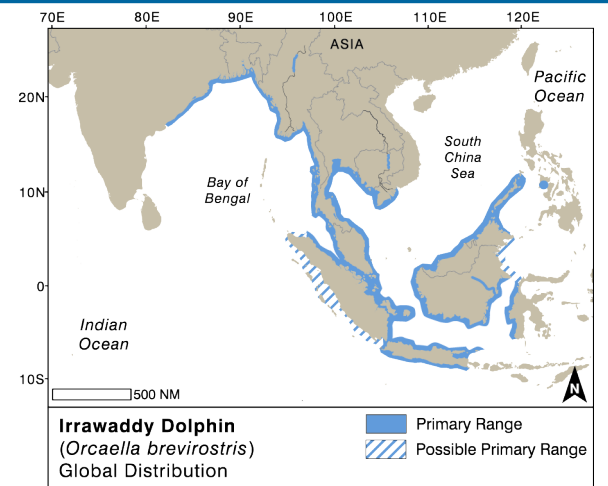 70E 80E 90E 100E 110E 120E
ASIA
Pacific
Ocean
20N
South
China
Sea
Bay of
Bengal
10N
0
Indian
Ocean
10S
500 NM
N
Irrawaddy Dolphin
(Orcaella brevirostris)
Global Distribution
Primary Range
Possible Primary Range